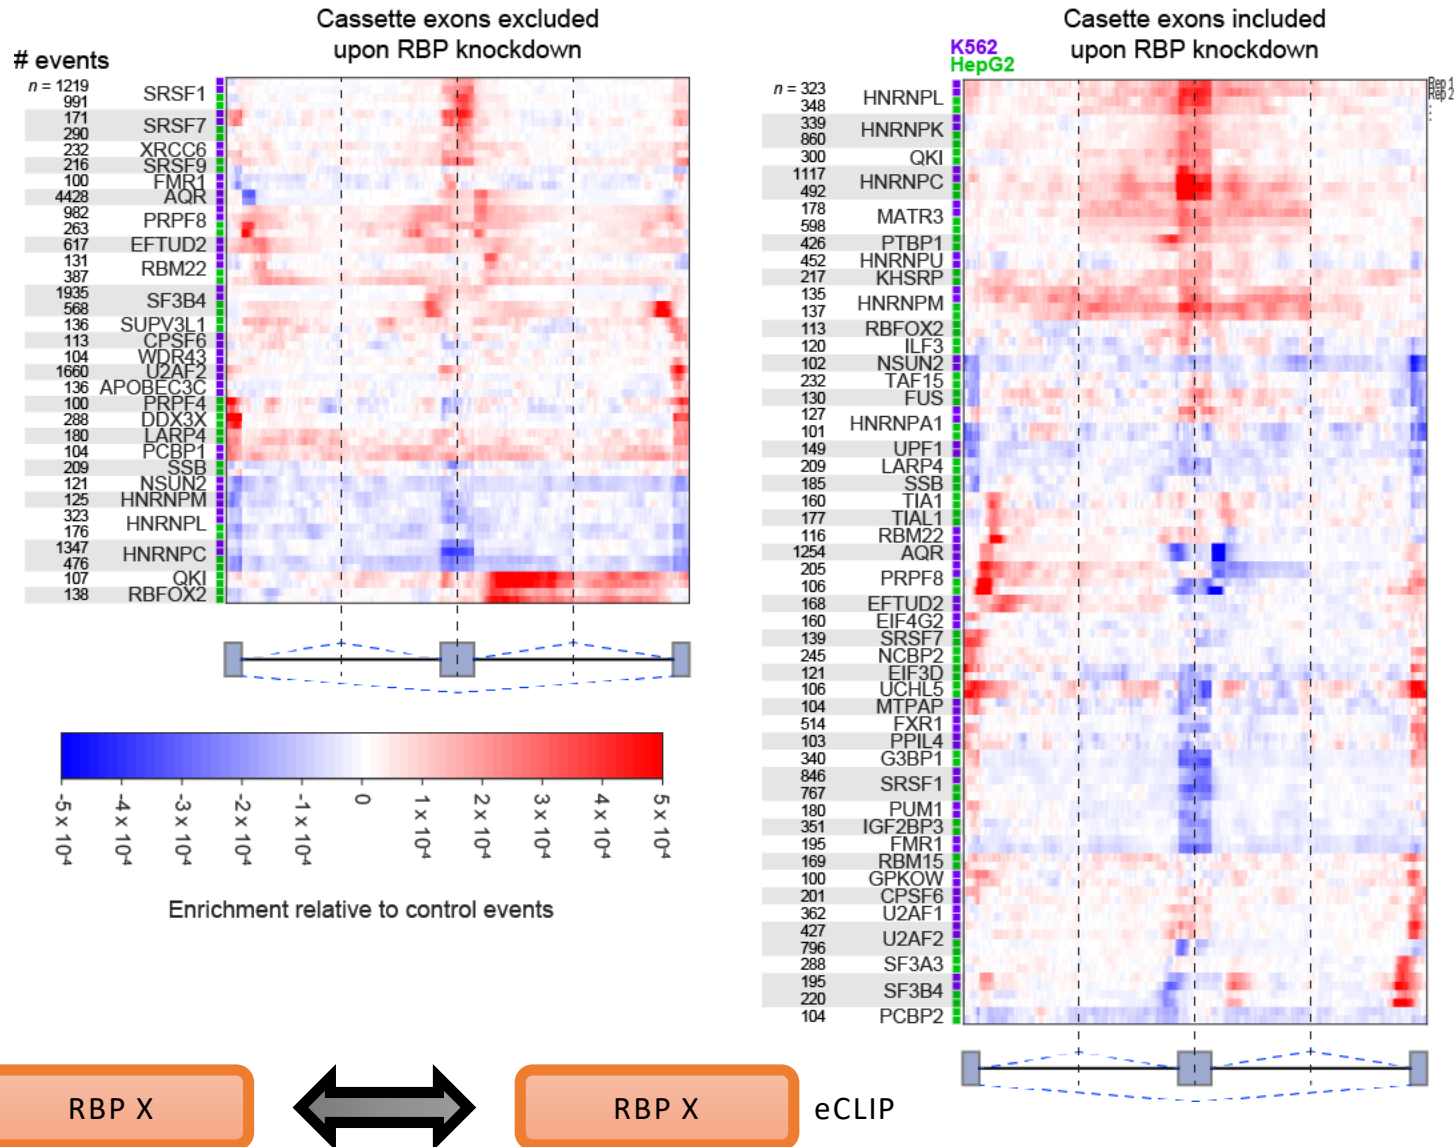 Cassette exons excluded
upon RBP knockdown
# events
n = 1219
991
SRSF1
171
290
SRSF7
232 XRCC6
216 SRSF9
100 FMR1
4428 AQR
982
263
PRPF8
617 EFTUD2
131
387
RBM22
1935
568
SF3B4
136 SUPV3L1
113 CPSF6
104 WDR43
1660 U2AF2
136 APOBEC3C
100 PRPF4
288 DDX3X
180 LARP4
104 PCBP1
209 SSB
121 NSUN2
125 HNRNPM
323
176
HNRNPL
1347
476
HNRNPC
107 QKI
138 RBFOX2
-5 x 10-4
-4 x 10-4
-3 x 10-4
-2 x 10-4
-1 x 10-4
0
1 x 10-4
2 x 10-4
3 x 10-4
4 x 10-4
5 x 10-4
Enrichment relative to control events
Casette exons included
upon RBP knockdown
K562
HepG2
Rep 1
Rep 2
:
:
n = 323
348
HNRNPL
339
860
HNRNPK
300 QKI
1117
492
HNRNPC
178
598
MATR3
426 PTBP1
452 HNRNPU
217 KHSRP
135
137
HNRNPM
113 RBFOX2
120 ILF3
102 NSUN2
232 TAF15
130 FUS
127
101
HNRNPA1
149 UPF1
209 LARP4
185 SSB
160 TIA1
177 TIAL1
116 RBM22
1254 AQR
205
106
PRPF8
168 EFTUD2
160 EIF4G2
139 SRSF7
245 NCBP2
121 EIF3D
106 UCHL5
104 MTPAP
514 FXR1
103 PPIL4
340 G3BP1
846
767
SRSF1
180 PUM1
351 IGF2BP3
195 FMR1
169 RBM15
100 GPKOW
201 CPSF6
362 U2AF1
427
796
U2AF2
288 SF3A3
195
220
SF3B4
104 PCBP2
RBP X
RBP X
eCLIP